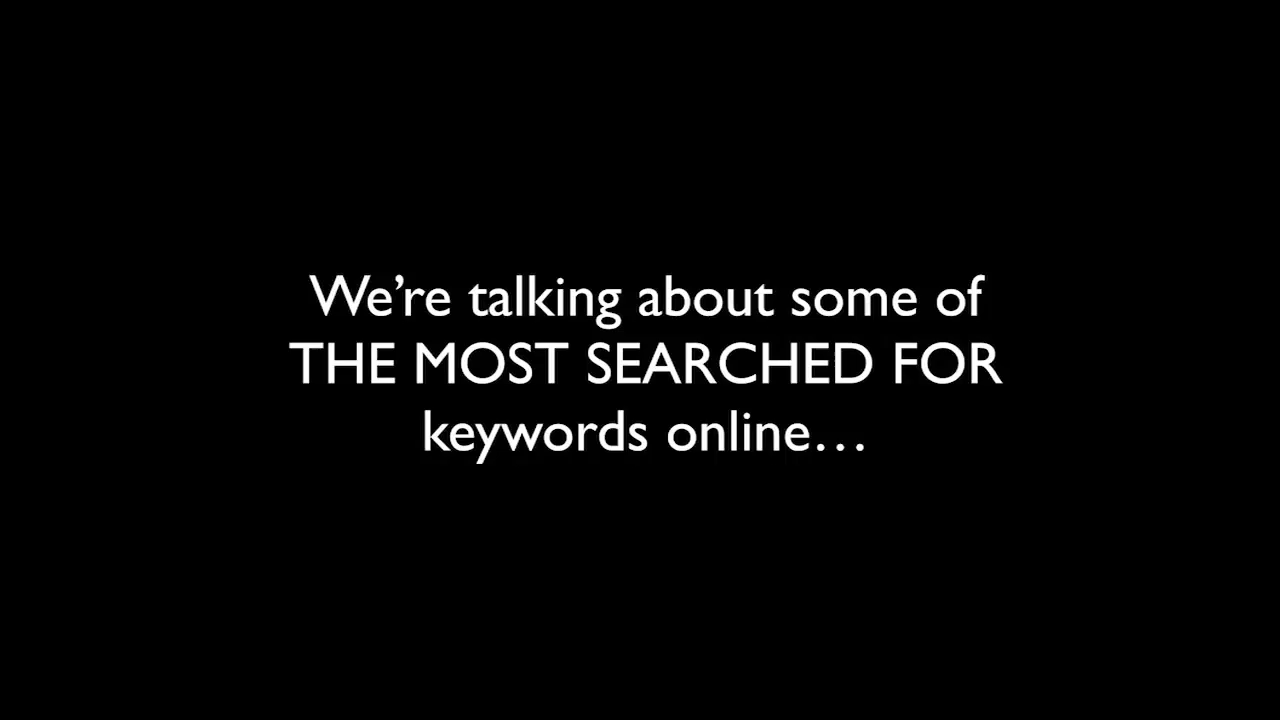 We’re talking about some of
THE MOST SEARCHED FOR
keywords online…